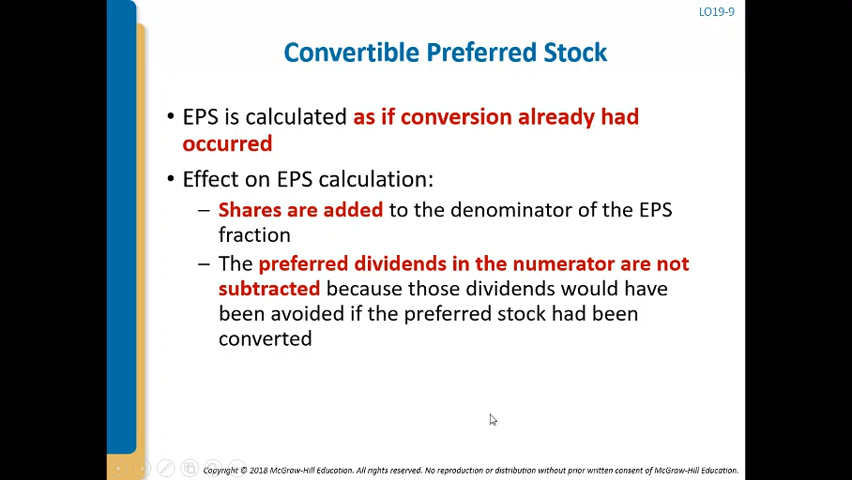 LO19-9
Convertible Preferred Stock
• EPS is calculated as if conversion already had
occurred
• Effect on EPS calculation:
– Shares are added to the denominator of the EPS
fraction
– The preferred dividends in the numerator are not
subtracted because those dividends would have
been avoided if the preferred stock had been
converted
Copyright © 2018 McGraw-Hill Education. All rights reserved. No reproduction or distribution without prior written consent of McGraw-Hill Education.